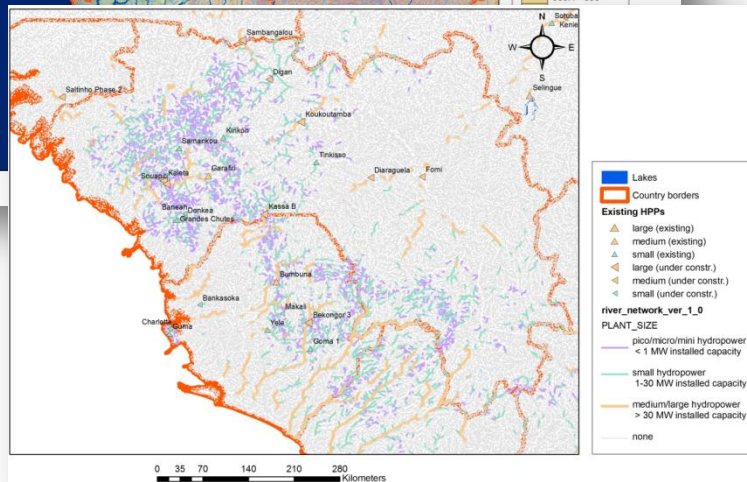 N
W E
S
Sotuba
Kenie
Sambangalou
Digan
Selingue
Saltinho Phase 2
Koukoutamba
Kinkon
Samankou
Tinkisso
Garafiri
Souapiti
Kaleta
Diaraguela
Fomi
Baneah
Donkea
Grandes Chutes
Kassa B
Bumbuna
Bankasoka
Makali
Bekongor 3
Yele
Charlotte
Guma
Goma 1
0 35 70 140 210 280
Kilometers
Lakes
Country borders
Existing HPPs
large (existing)
medium (existing)
small (existing)
large (under constr.)
medium (under constr.)
small (under constr.)
river_network_ver_1_0
PLANT_SIZE
pico/micro/mini hydropower
< 1 MW installed capacity
small hydropower
1-30 MW installed capacity
medium/large hydropower
> 30 MW installed capacity
none